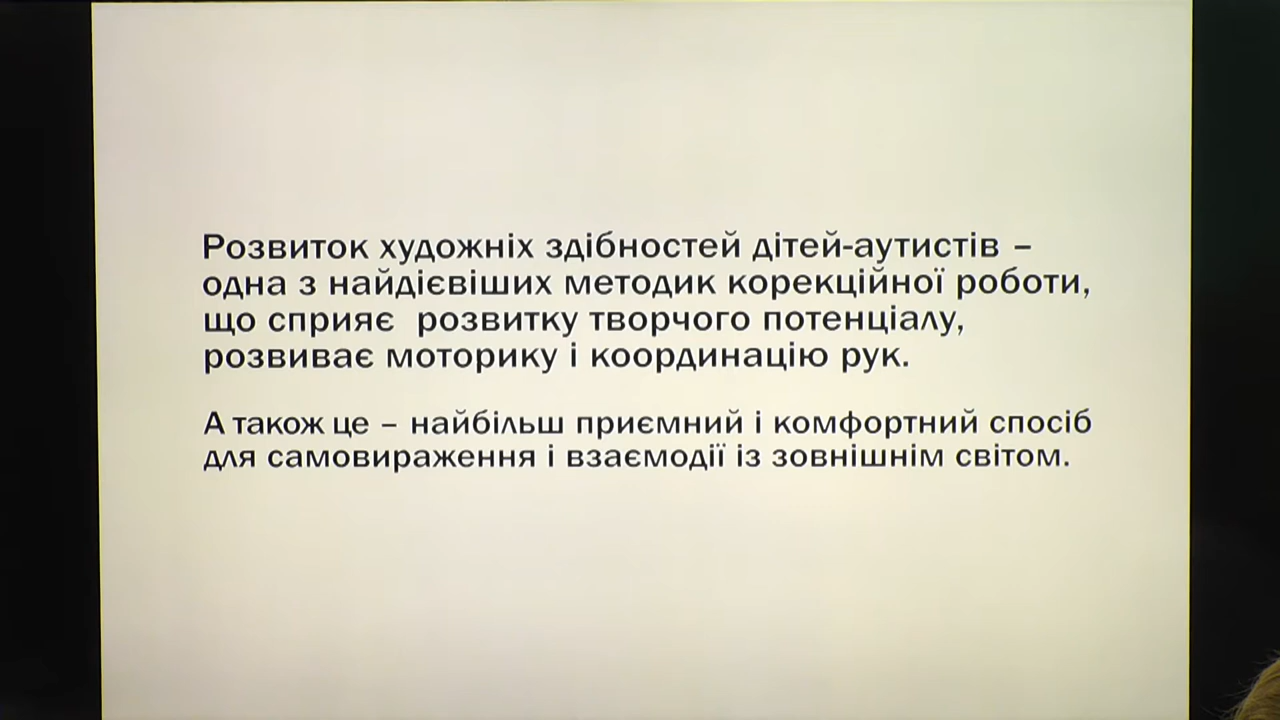 Розвиток художніх здібностей дітей-аутистів –
одна з найдієвіших методик корекційної роботи,
що сприяє розвитку творчого потенціалу,
розвиває моторику і координацію рук.
А також це – найбільш приємний і комфортний спосіб
для самовираження і взаємодії із зовнішнім світом.